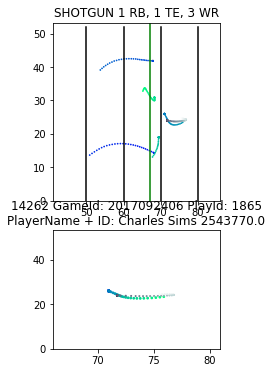 SHOTGUN 1 RB, 1 TE, 3 WR
50
40
30
20
10
0
50 60 70 80
14262 GameId: 2017092406 PlayId: 1865
PlayerName + ID: Charles Sims 2543770.0
40
20
0
70 75 80